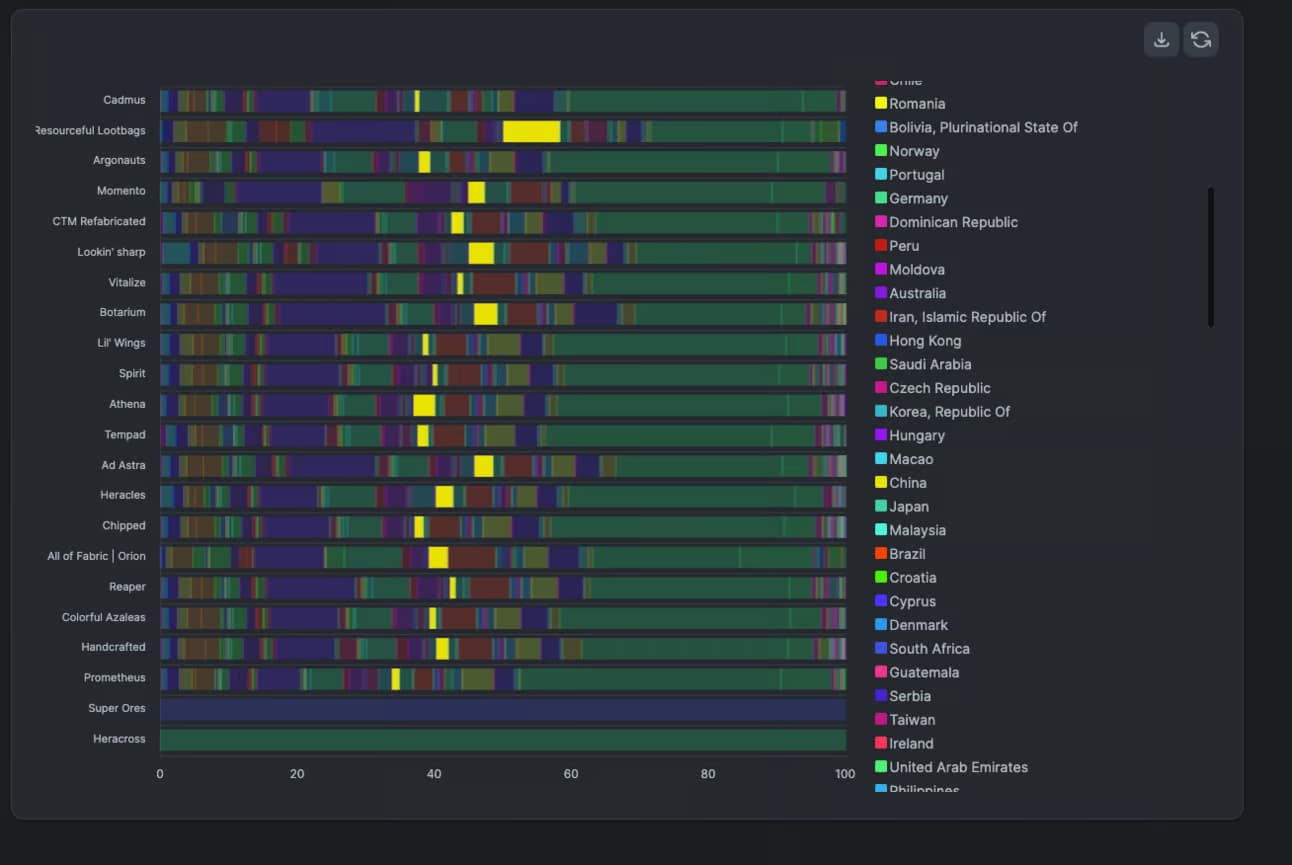 Cadmus
Resourceful Lootbags
Argonauts
Momento
CTM Refabricated
Lookin' sharp
Vitalize
Botarium
Lil' Wings
Spirit
Athena
Tempad
Ad Astra
Heracles
Chipped
All of Fabric | Orion
Reaper
Colorful Azaleas
Handcrafted
Prometheus
Super Ores
Heracross
0 20 40 60 80 100
Chile
Romania
Bolivia, Plurinational State Of
Norway
Portugal
Germany
Dominican Republic
Peru
Moldova
Australia
Iran, Islamic Republic Of
Hong Kong
Saudi Arabia
Czech Republic
Korea, Republic Of
Hungary
Macao
China
Japan
Malaysia
Brazil
Croatia
Cyprus
Denmark
South Africa
Guatemala
Serbia
Taiwan
Ireland
United Arab Emirates
Philippines